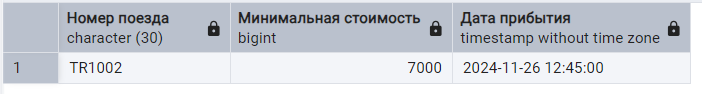 Номер поезда Минимальная стоимость Дата прибытия
character (30) bigint timestamp without time zone
1 TR1002 7000 2024-11-26 12:45:00